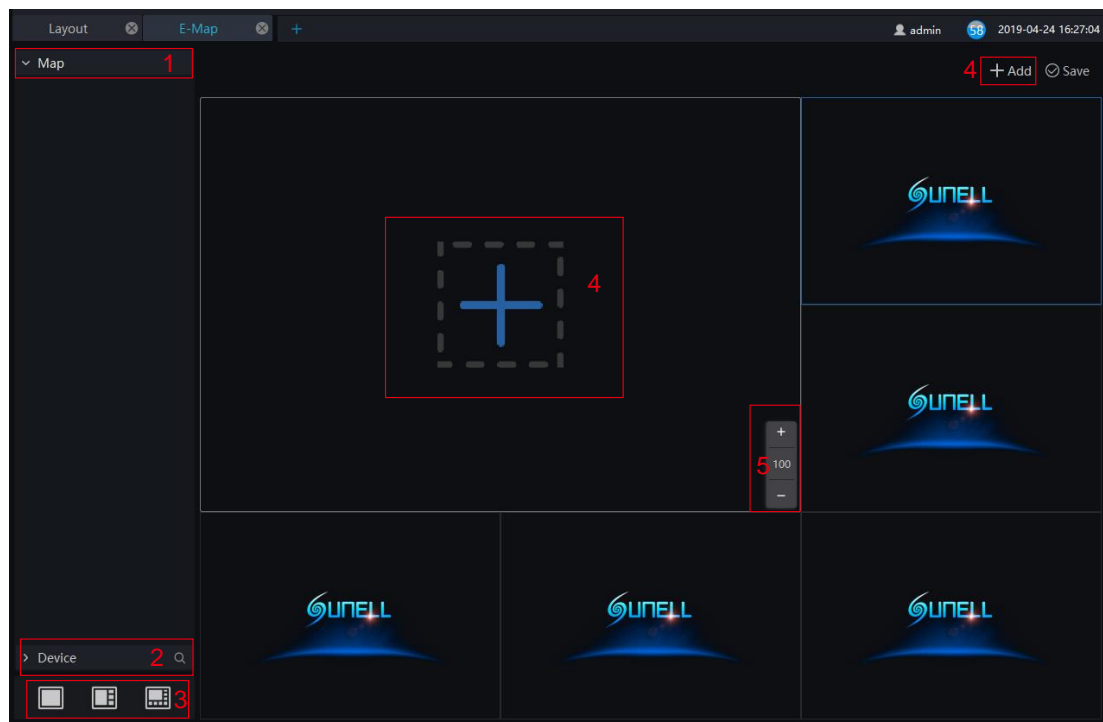 Layout E-Map + admin 58 2019-04-24 16:27:04
Map 1
4 + Add Save
SUNELL
4
SUNELL
+
5 100
−
SUNELL SUNELL SUNELL
Device 2
3